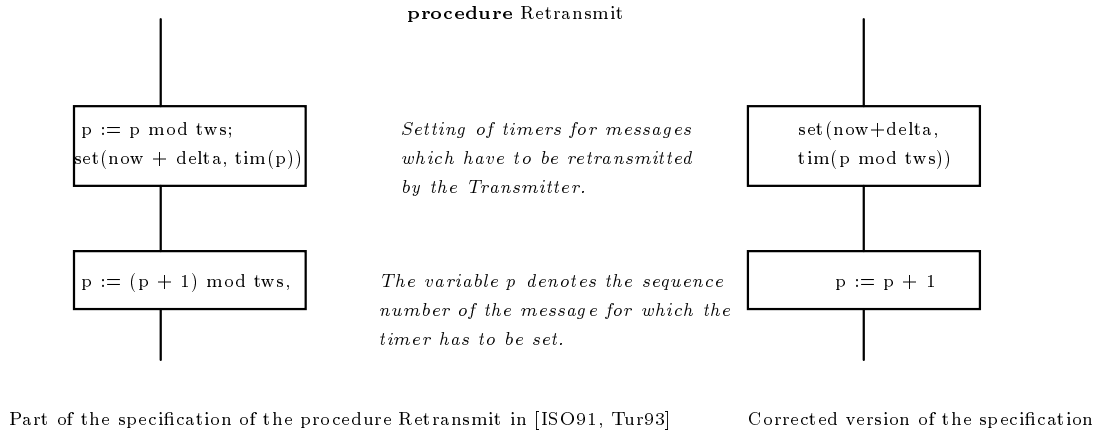 procedure Retransmit
p := p mod tws;
set(now + delta, tim(p))
Setting of timers for messages
which have to be retransmitted
by the Transmitter.
set(now+delta,
tim(p mod tws))
p := (p + 1) mod tws,
The variable p denotes the sequence
number of the message for which the
timer has to be set.
p := p + 1
Part of the specification of the procedure Retransmit in [ISO91, Tur93]
Corrected version of the specification